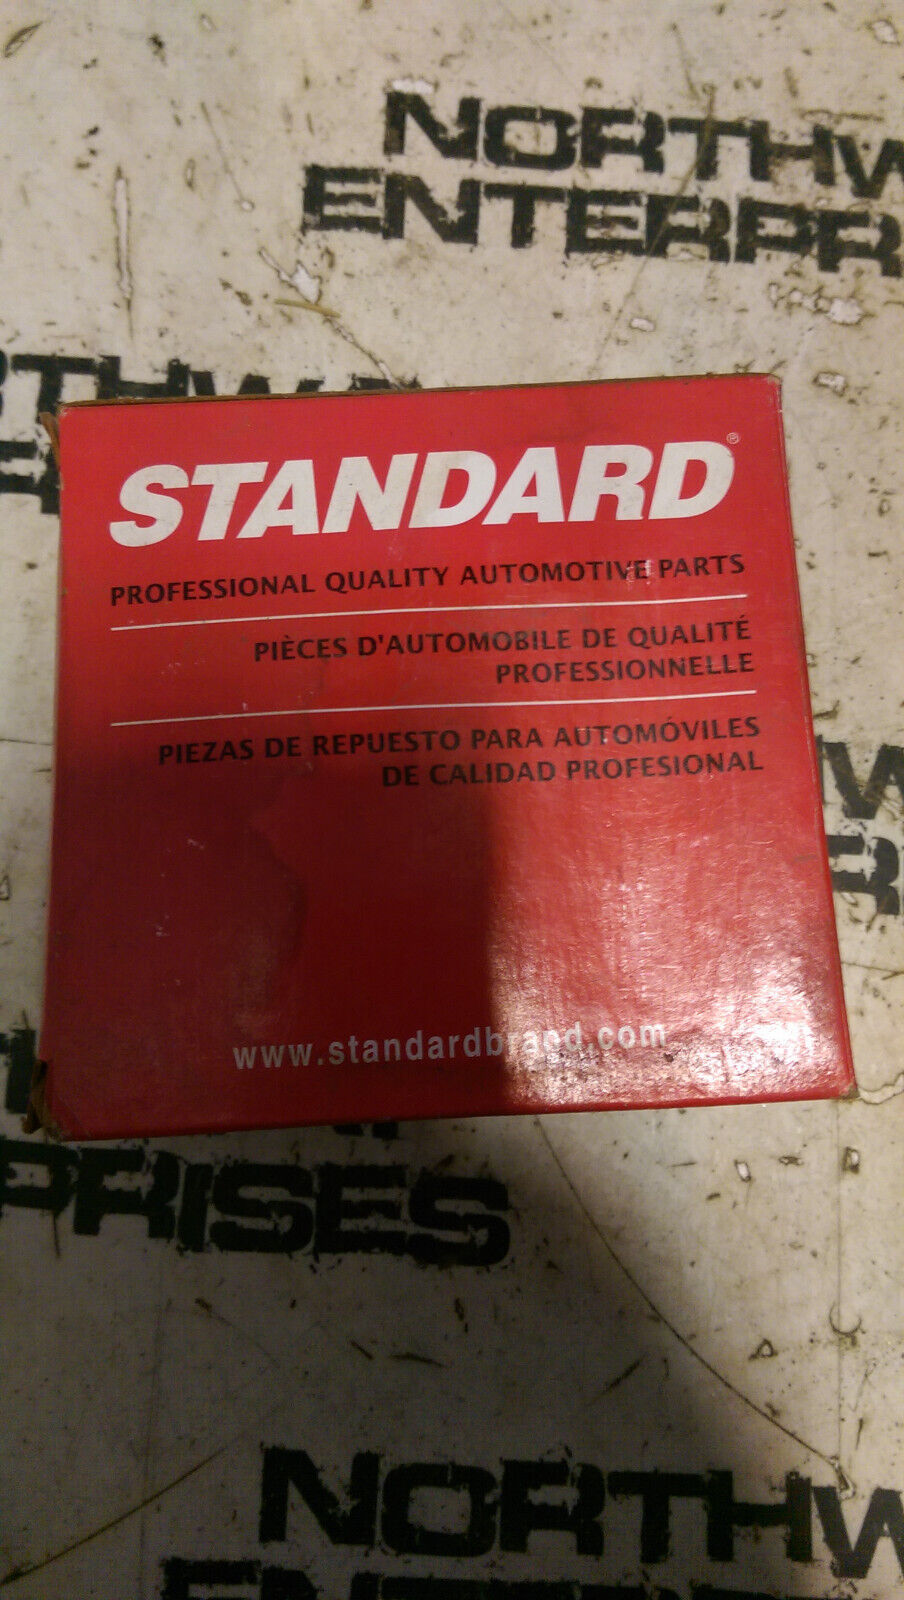 NORTHW
ENTERPR
STANDARD®
PROFESSIONAL QUALITY AUTOMOTIVE PARTS
PIÈCES D'AUTOMOBILE DE QUALITÉ
PROFESSIONNELLE
PIEZAS DE REPUESTO PARA AUTOMÓVILES
DE CALIDAD PROFESIONAL
www.standardbrand.com
PRISES
NORTHW